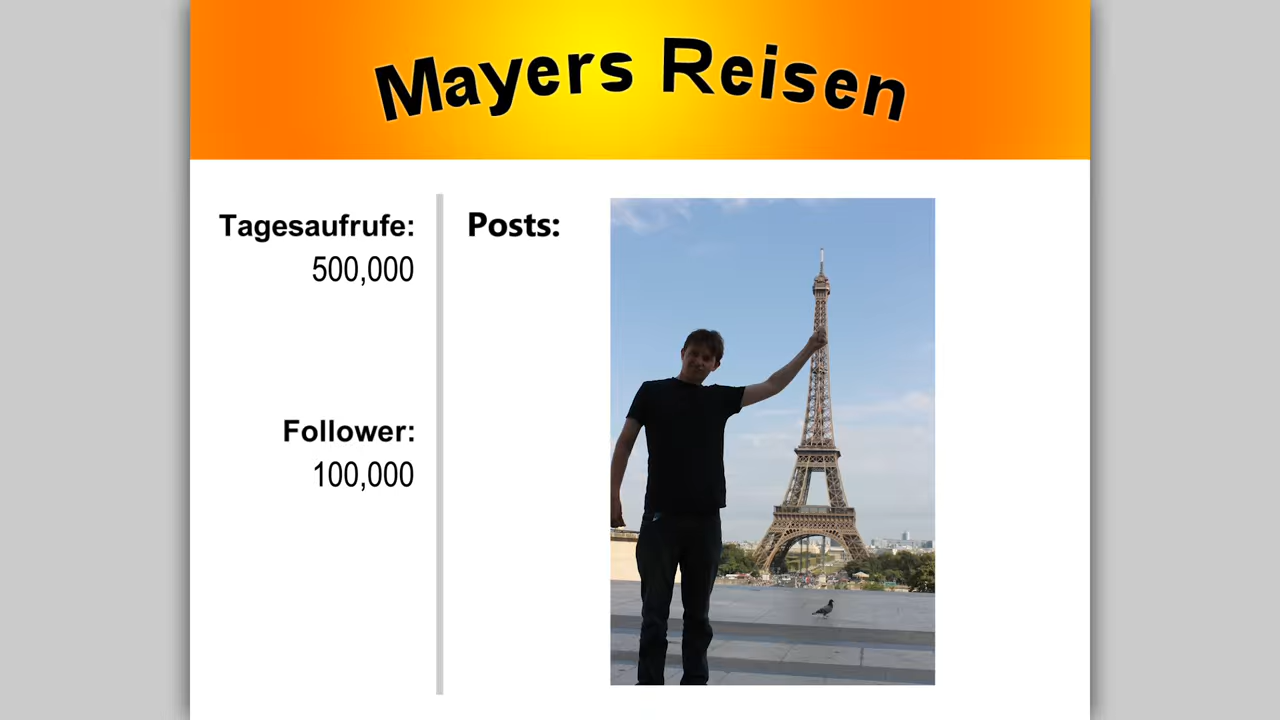 Mayers Reisen
Tagesaufrufe:
500,000
Follower:
100,000
Posts: